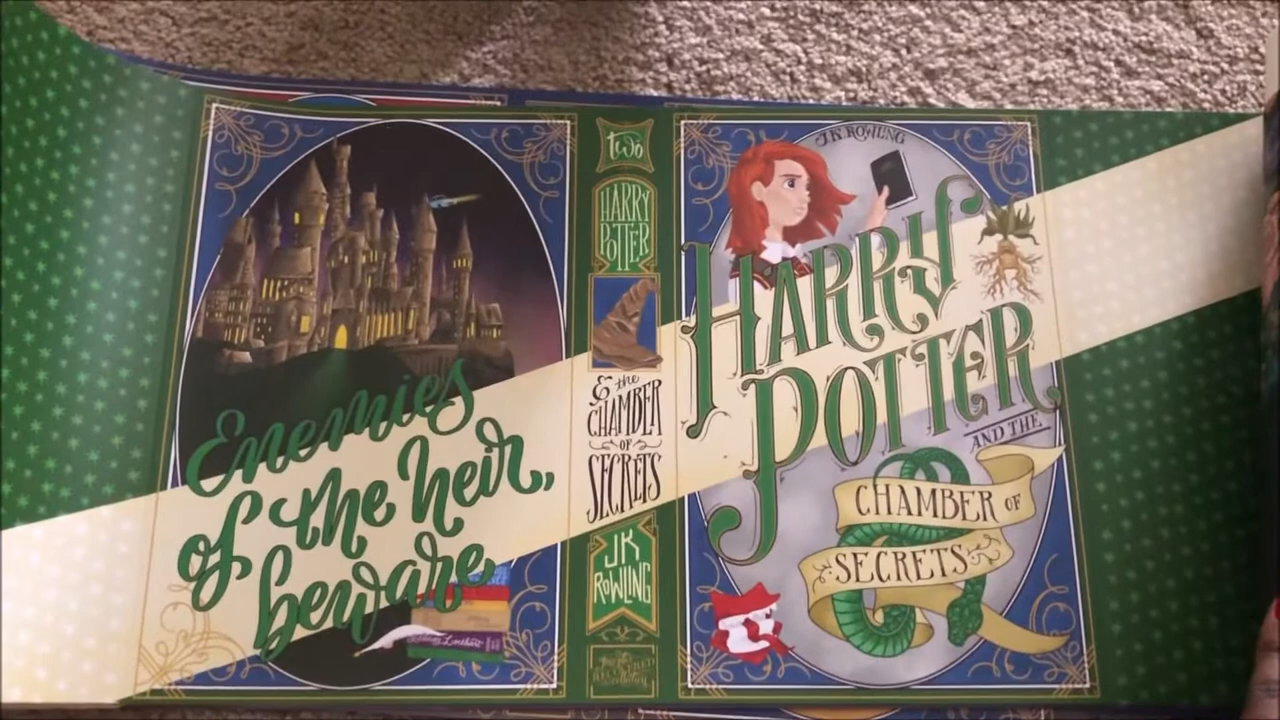 Enemies
of the heir,
beware
two
HARRY
POTTER
& the
CHAMBER
OF
SECRETS
JK
ROWLING
J.K. ROWLING
HARRY
POTTER
AND THE
CHAMBER OF
SECRETS